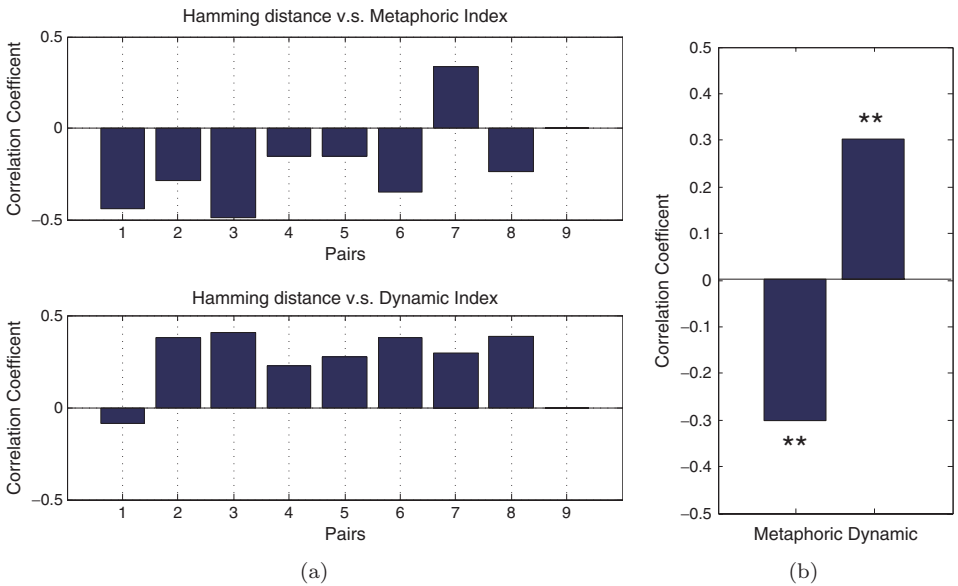 Hamming distance v.s. Metaphoric Index
Correlation Coefficent
0.5
0
−0.5
1 2 3 4 5 6 7 8 9
Pairs
Hamming distance v.s. Dynamic Index
Correlation Coefficent
0.5
0
−0.5
1 2 3 4 5 6 7 8 9
Pairs
(a)
Correlation Coefficent
0.5
0.4
0.3
0.2
0.1
0
−0.1
−0.2
−0.3
−0.4
−0.5
**
**
Metaphoric Dynamic
(b)